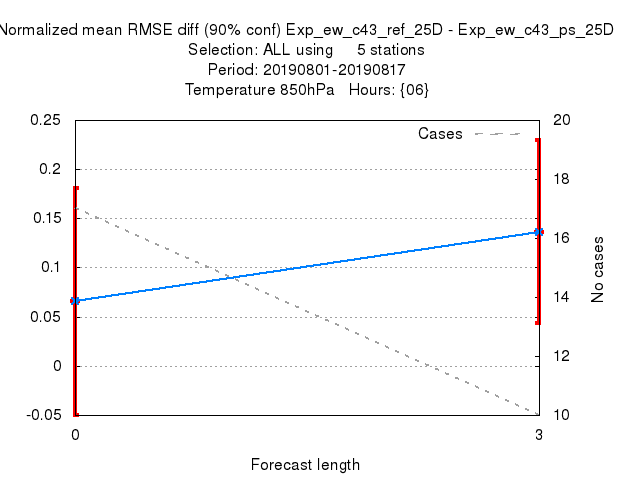 Normalized mean RMSE diff (90% conf) Exp_ew_c43_ref_25D - Exp_ew_c43_ps_25D
Selection: ALL using 5 stations
Period: 20190801-20190817
Temperature 850hPa Hours: {06}
Cases
0.25
0.2
0.15
0.1
0.05
0
-0.05
20
18
16
14
12
10
No cases
0
3
Forecast length